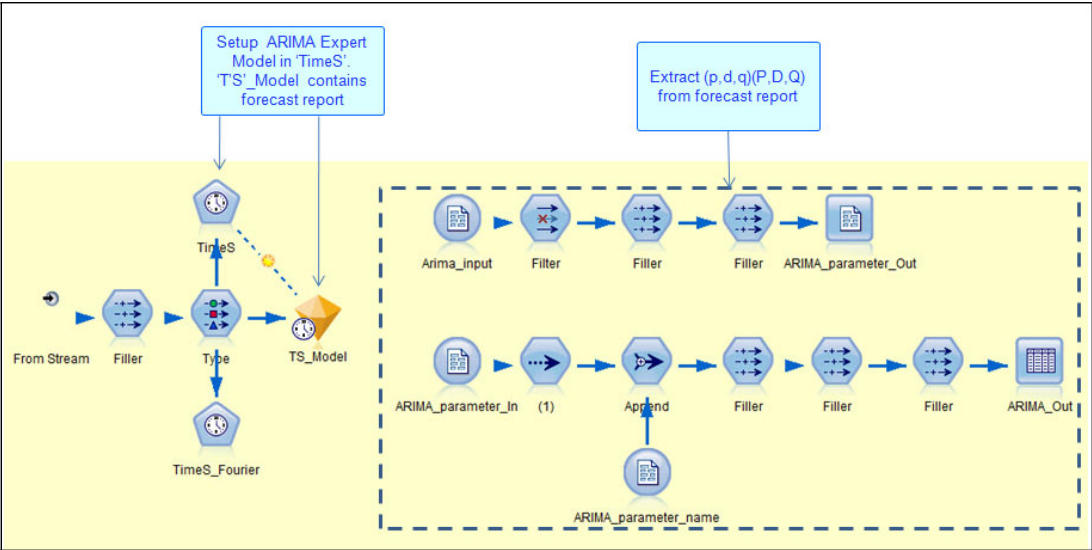 Setup ARIMA Expert
Model in 'TimeS'.
'T'S'_Model contains
forecast report
Extract (p,d,q)(P,D,Q)
from forecast report
TimeS
From Stream
Filler
Type
TS_Model
TimeS_Fourier
Arima_input
Filter
Filler
Filler
ARIMA_parameter_Out
ARIMA_parameter_In
(1)
Append
Filler
Filler
Filler
ARIMA_Out
ARIMA_parameter_name